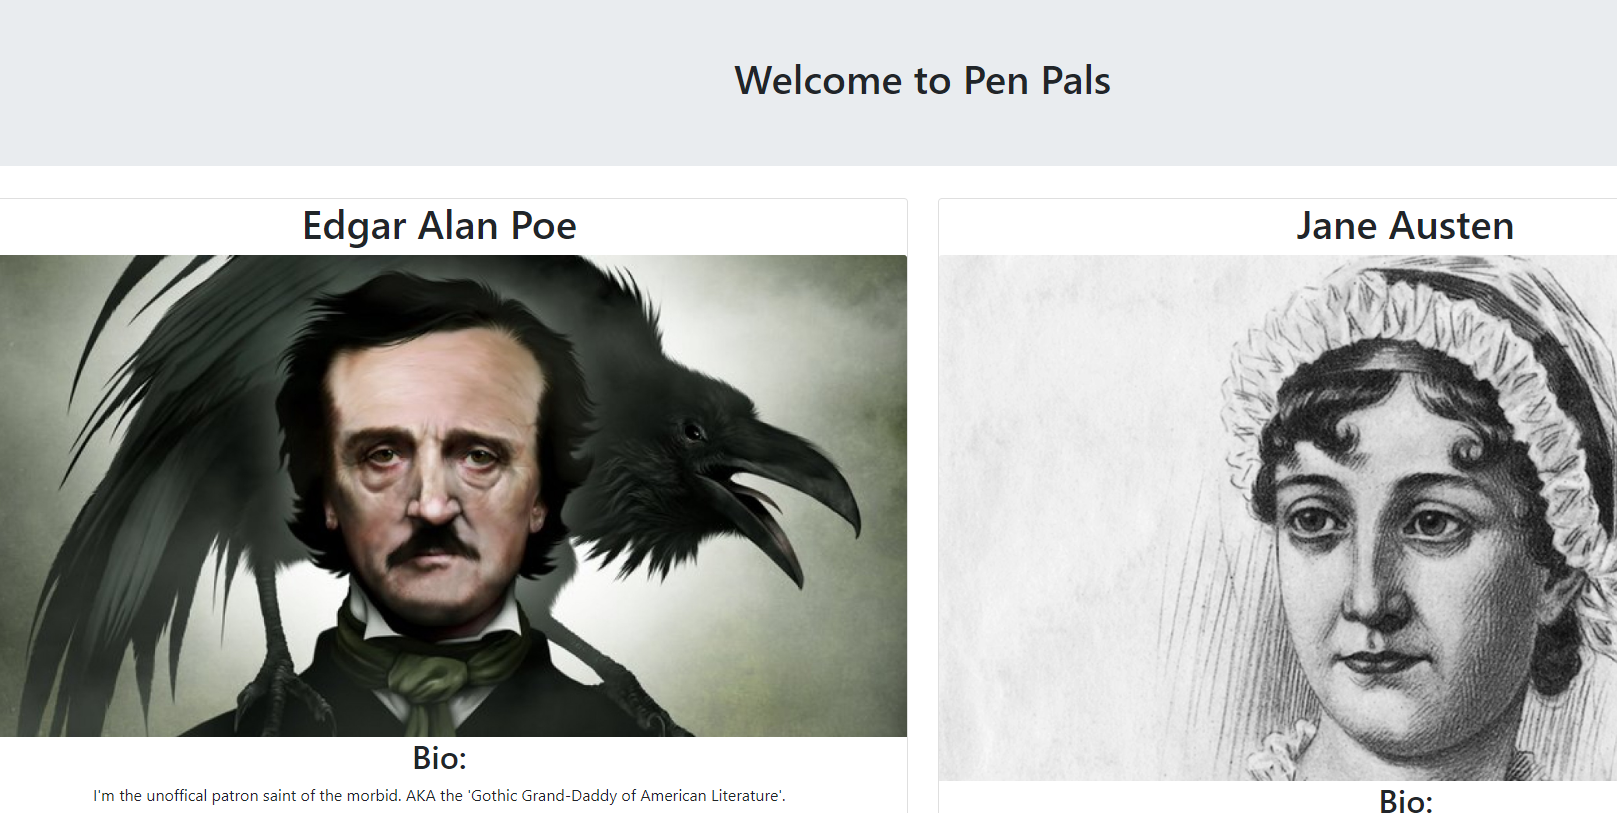 Welcome to Pen Pals
Edgar Alan Poe
Jane Austen
Bio:
I'm the unoffical patron saint of the morbid. AKA the 'Gothic Grand-Daddy of American Literature'.
Bio: